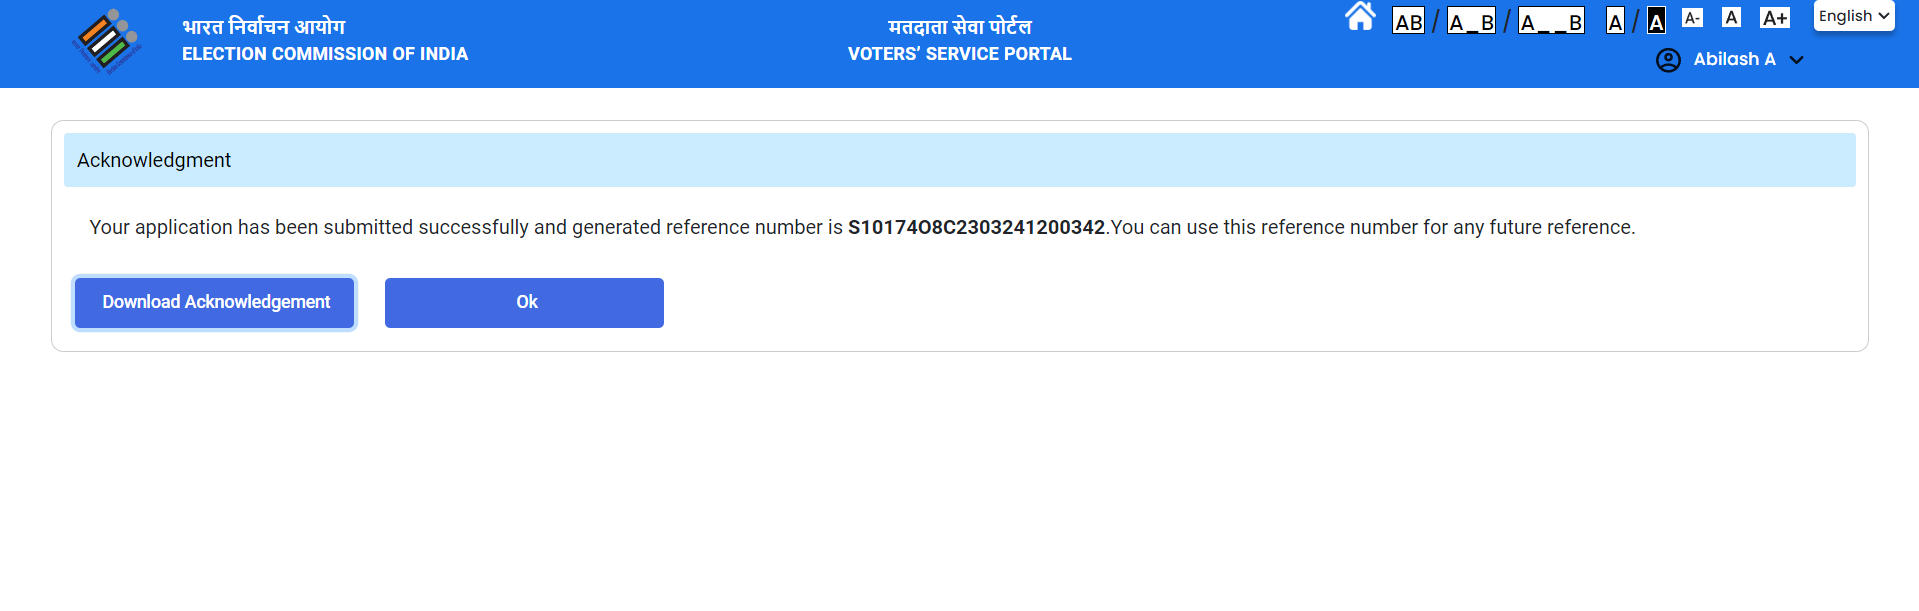 भारत निर्वाचन आयोग
ELECTION COMMISSION OF INDIA
मतदाता सेवा पोर्टल
VOTERS’ SERVICE PORTAL
AB / A_B / A__B A / A A- A A+ English
Abilash A
Acknowledgment
Your application has been submitted successfully and generated reference number is S10174O8C2303241200342.You can use this reference number for any future reference.
Download Acknowledgement Ok